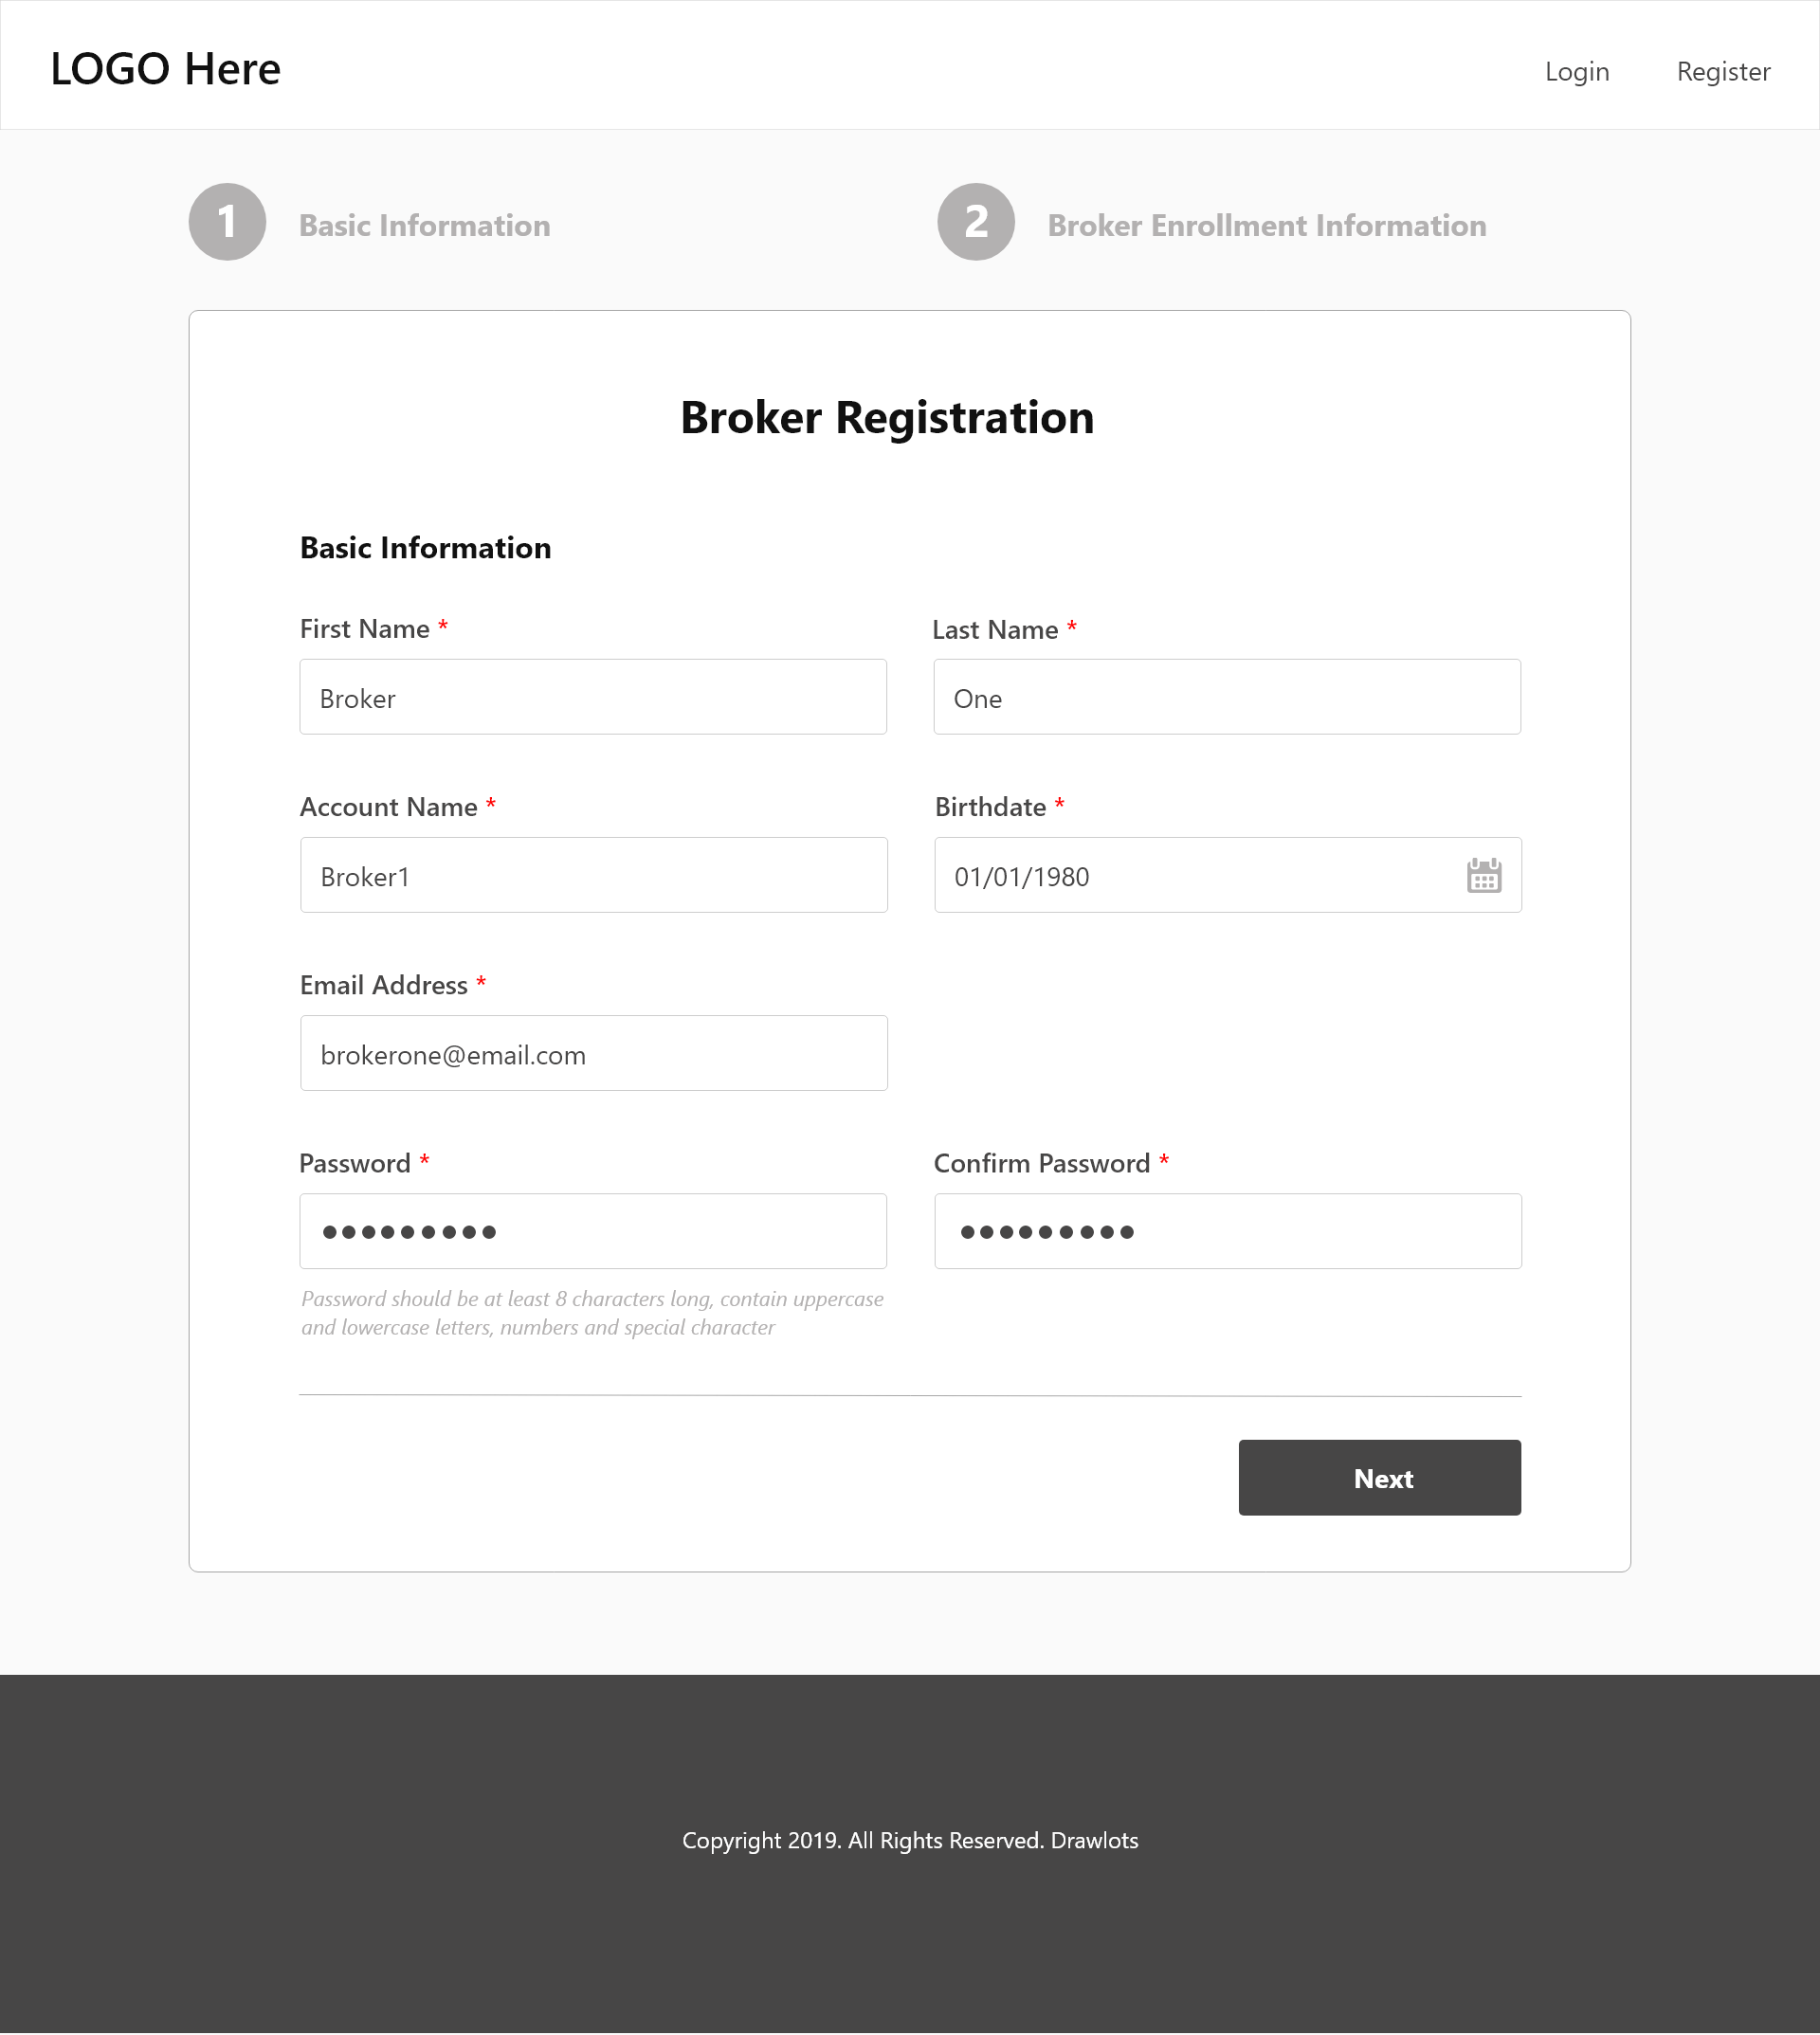 LOGO Here
Login
Register
1
Basic Information
2
Broker Enrollment Information
Broker Registration
Basic Information
First Name *
Last Name *
Broker
One
Account Name *
Birthdate *
Broker1
01/01/1980
Email Address *
brokerone@email.com
Password *
Confirm Password *
●●●●●●●●●
●●●●●●●●●
Password should be at least 8 characters long, contain uppercase
and lowercase letters, numbers and special character
Next
Copyright 2019. All Rights Reserved. Drawlots